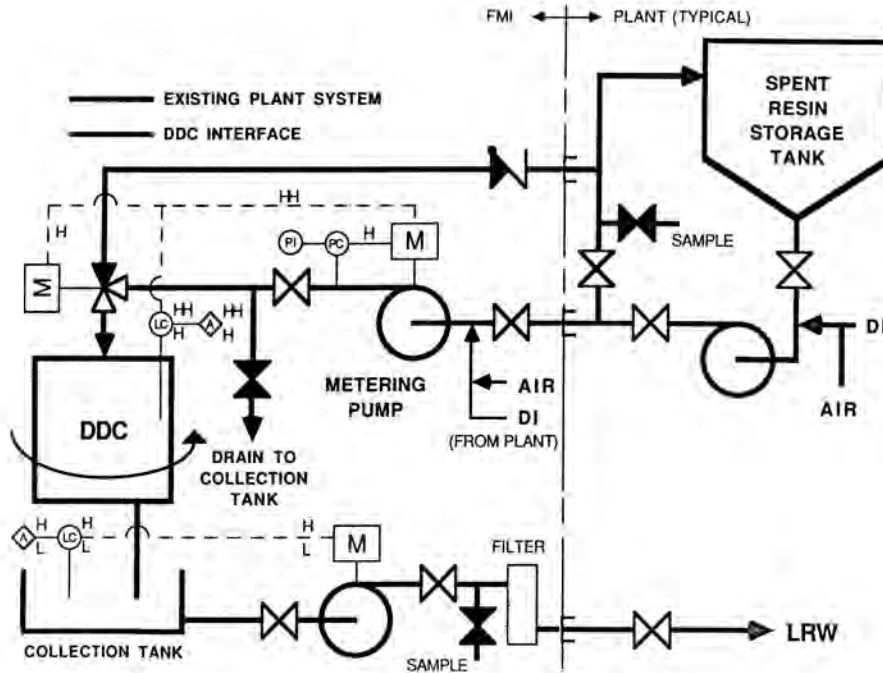 FMI
PLANT (TYPICAL)
EXISTING PLANT SYSTEM
DDC INTERFACE
SPENT
RESIN
STORAGE
TANK
HH
H
PI
PC
H
M
M
SAMPLE
LC
HH
H
A
HH
H
METERING
PUMP
AIR
DI
(FROM PLANT)
DI
AIR
DDC
DRAIN TO
COLLECTION
TANK
A
H
L
LC
H
L
H
L
M
FILTER
COLLECTION TANK
SAMPLE
LRW